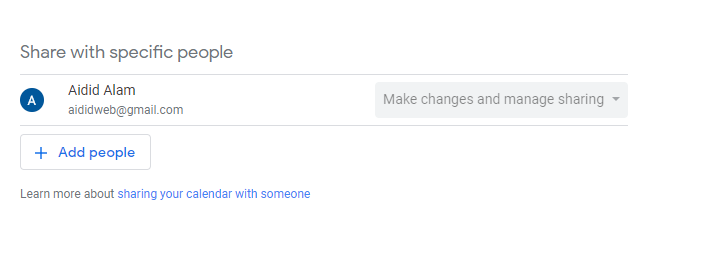 Share with specific people
A
Aidid Alam
aididweb@gmail.com
Make changes and manage sharing
+ Add people
Learn more about sharing your calendar with someone